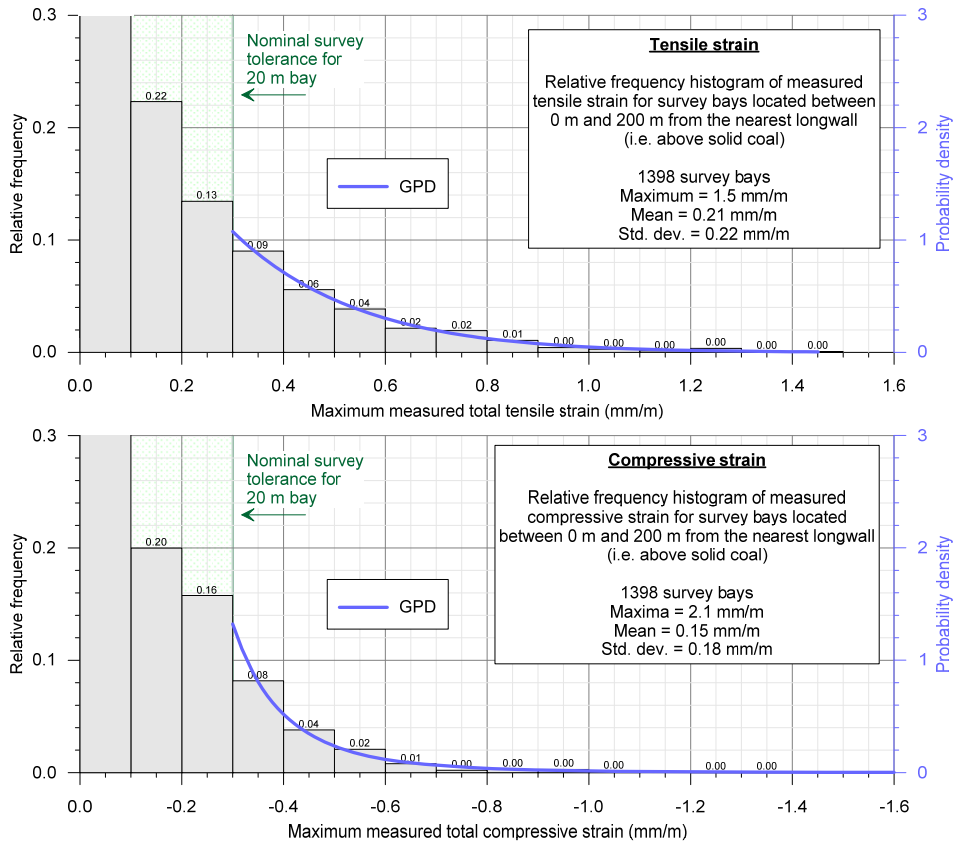 0.3
0.2
0.1
0.0
Relative frequency
0.22
0.13
0.09
0.06
0.04
0.02
0.02
0.01
0.00
0.00
0.00
0.00
0.00
0.00
Nominal survey
tolerance for
20 m bay
GPD
Tensile strain
Relative frequency histogram of measured
tensile strain for survey bays located between
0 m and 200 m from the nearest longwall
(i.e. above solid coal)
1398 survey bays
Maximum = 1.5 mm/m
Mean = 0.21 mm/m
Std. dev. = 0.22 mm/m
3
2
1
0
Probability density
0.0 0.2 0.4 0.6 0.8 1.0 1.2 1.4 1.6
Maximum measured total tensile strain (mm/m)
0.3
0.2
0.1
0.0
Relative frequency
0.20
0.16
0.08
0.04
0.02
0.01
0.00
0.00
0.00
0.00
0.00
0.00
Nominal survey
tolerance for
20 m bay
GPD
Compressive strain
Relative frequency histogram of measured
compressive strain for survey bays located
between 0 m and 200 m from the nearest longwall
(i.e. above solid coal)
1398 survey bays
Maxima = 2.1 mm/m
Mean = 0.15 mm/m
Std. dev. = 0.18 mm/m
3
2
1
0
Probability density
0.0 -0.2 -0.4 -0.6 -0.8 -1.0 -1.2 -1.4 -1.6
Maximum measured total compressive strain (mm/m)